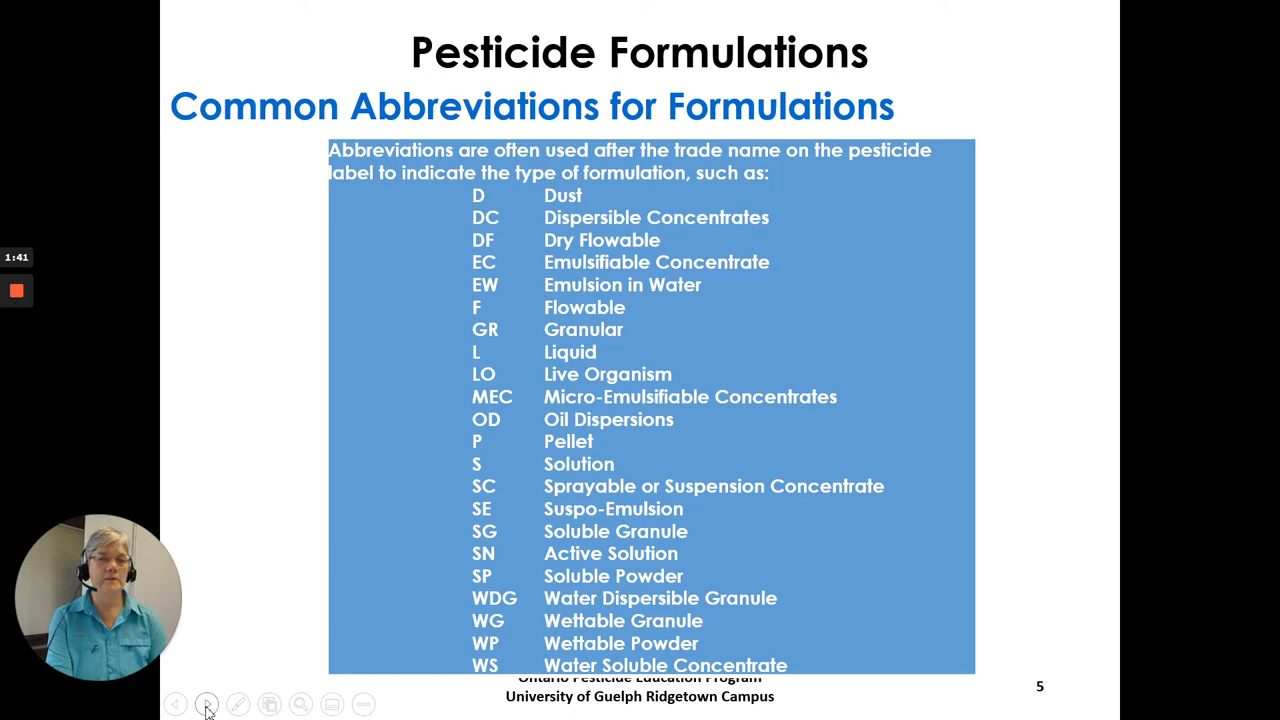 Pesticide Formulations
Common Abbreviations for Formulations
Abbreviations are often used after the trade name on the pesticide
label to indicate the type of formulation, such as:
D Dust
DC Dispersible Concentrates
DF Dry Flowable
EC Emulsifiable Concentrate
EW Emulsion in Water
F Flowable
GR Granular
L Liquid
LO Live Organism
MEC Micro-Emulsifiable Concentrates
OD Oil Dispersions
P Pellet
S Solution
SC Sprayable or Suspension Concentrate
SE Suspo-Emulsion
SG Soluble Granule
SN Active Solution
SP Soluble Powder
WDG Water Dispersible Granule
WG Wettable Granule
WP Wettable Powder
WS Water Soluble Concentrate
Ontario Pesticide Education Program
University of Guelph Ridgetown Campus
5
1:41